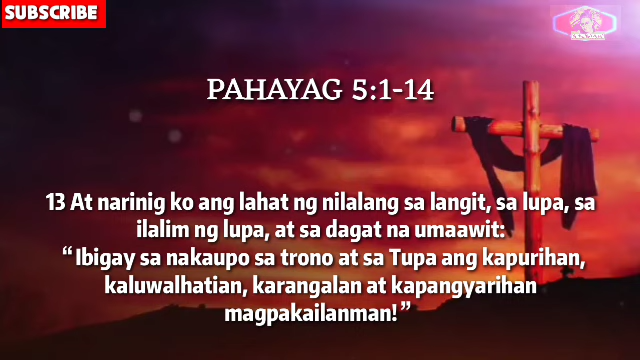 SUBSCRIBE
PAHAYAG 5:1-14
13 At narinig ko ang lahat ng nilalang sa langit, sa lupa, sa
ilalim ng lupa, at sa dagat na umaawit:
“Ibigay sa nakaupo sa trono at sa Tupa ang kapurihan,
kaluwalhatian, karangalan at kapangyarihan
magpakailanman!”